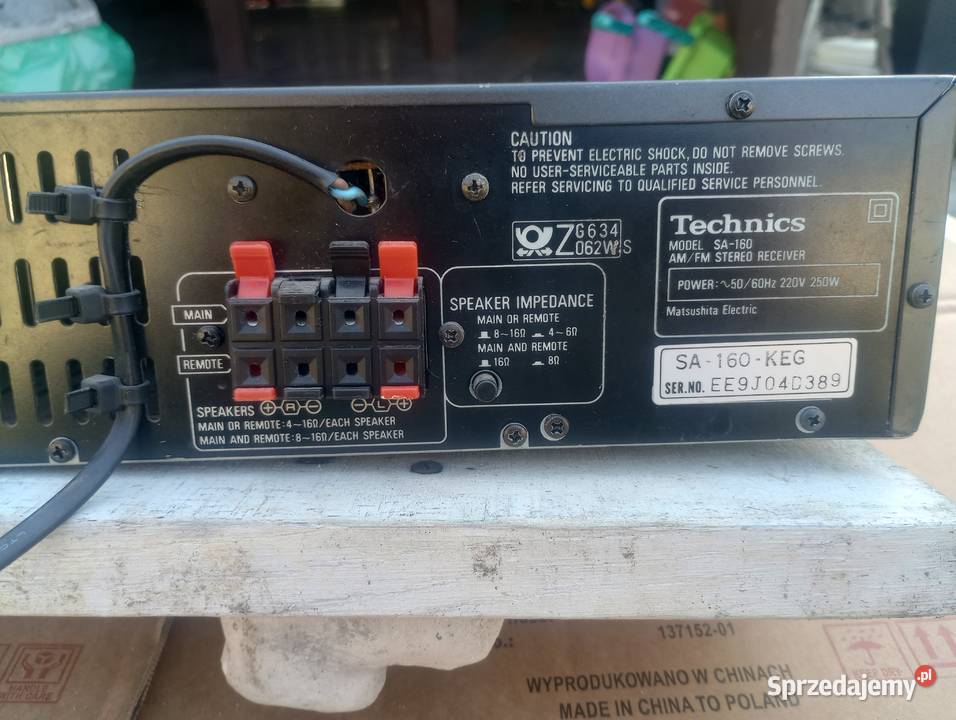 CAUTION
TO PREVENT ELECTRIC SHOCK, DO NOT REMOVE SCREWS.
NO USER-SERVICEABLE PARTS INSIDE.
REFER SERVICING TO QUALIFIED SERVICE PERSONNEL.
Z G634
062W S
Technics
MODEL SA-160
AM/FM STEREO RECEIVER
POWER: ∿50/60Hz 220V 250W
Matsushita Electric
SA-160-KEG
SER.NO. EE9J04D389
SPEAKER IMPEDANCE
MAIN OR REMOTE
8~16Ω 4~6Ω
MAIN AND REMOTE
16Ω 8Ω
MAIN
REMOTE
SPEAKERS ⊕R⊖ ⊖L⊕
MAIN OR REMOTE: 4~16Ω/EACH SPEAKER
MAIN AND REMOTE: 8~16Ω/EACH SPEAKER
137152-01
WYPRODUKOWANO W CHINACH
MADE IN CHINA TO POLAND
HANDLE
WITH CARE
Sprzedajemy.pl